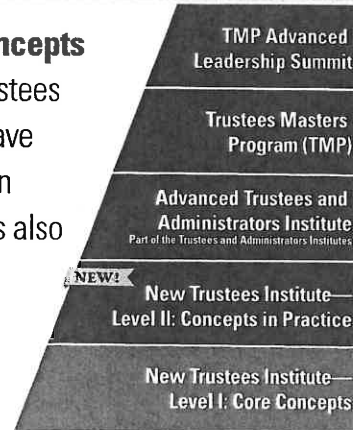 ncepts
stees
ave
n
s also
TMP Advanced
Leadership Summit
Trustees Masters
Program (TMP)
Advanced Trustees and
Administrators Institute
Part of the Trustees and Administrators Institutes
NEW!
New Trustees Institute—
Level II: Concepts in Practice
New Trustees Institute—
Level I: Core Concepts